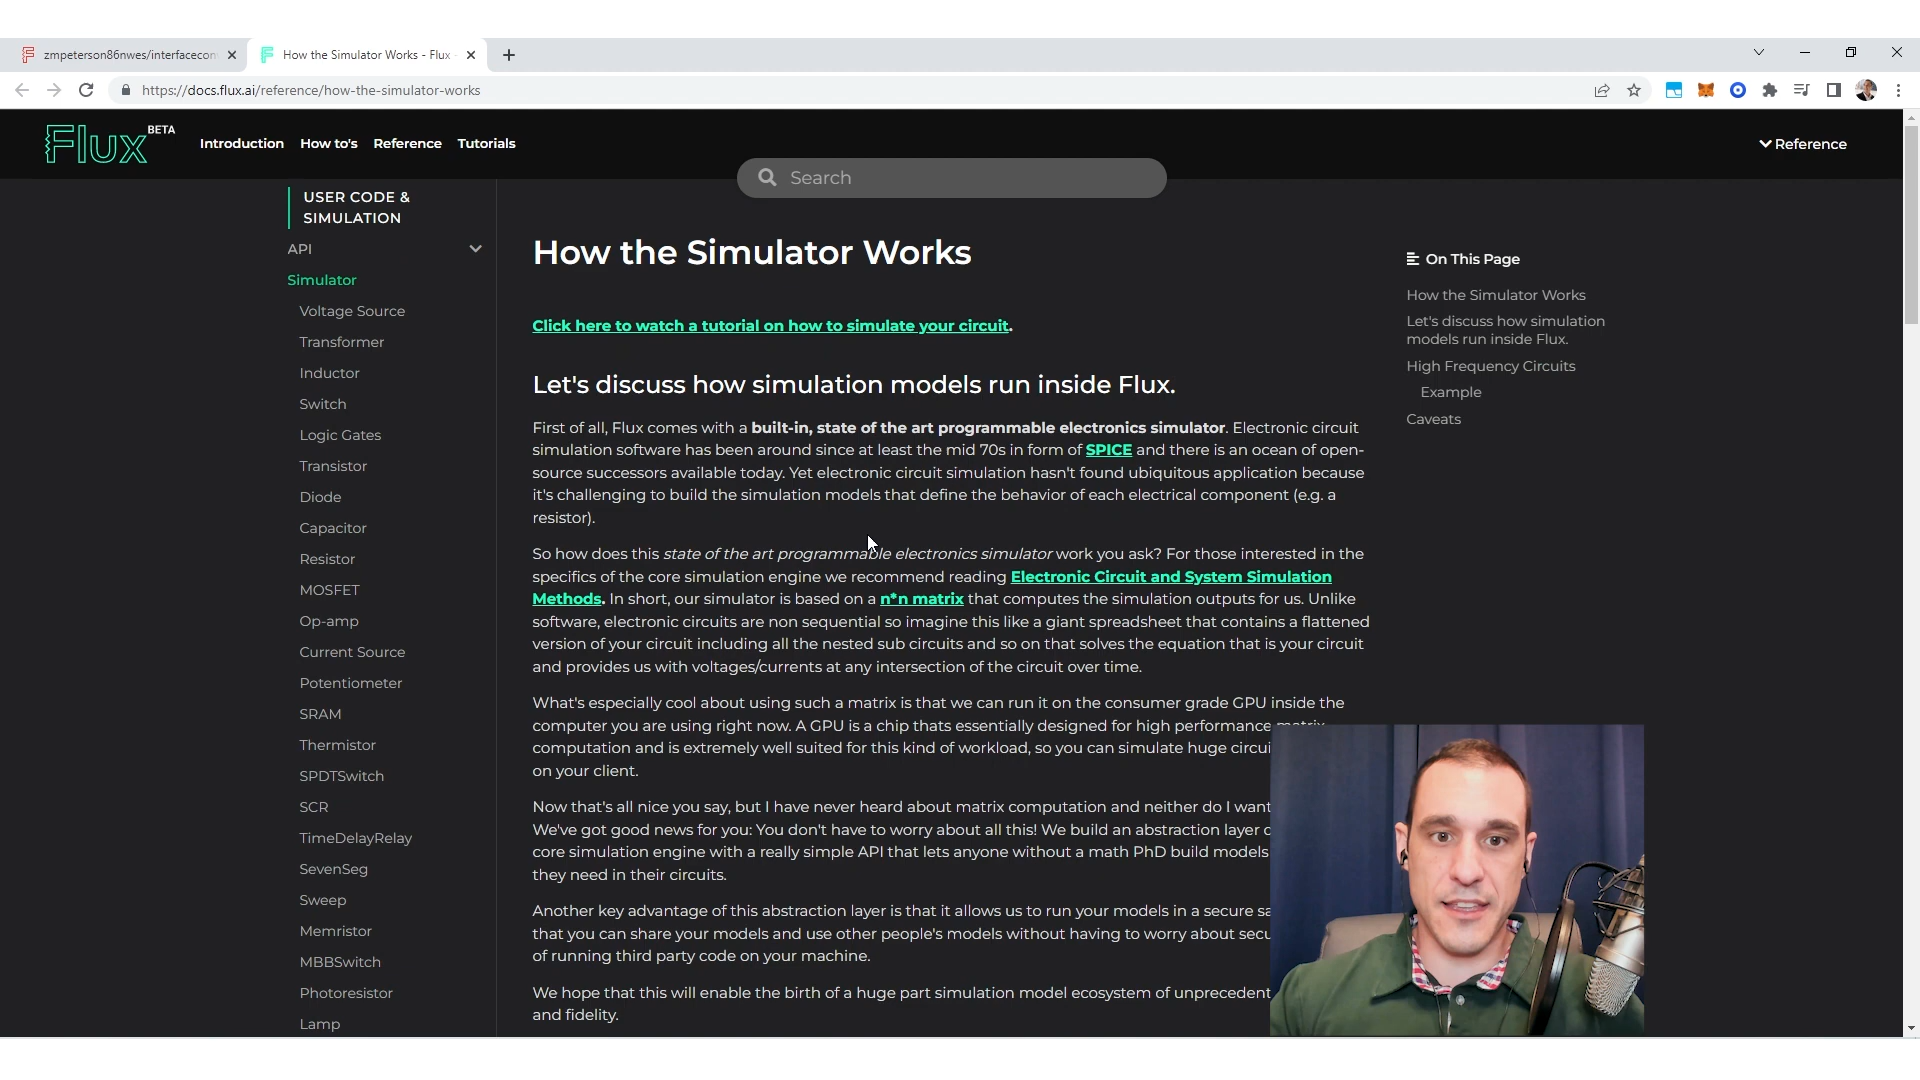 zmpeterson86nwes/interfacecon
How the Simulator Works - Flux -
https://docs.flux.ai/reference/how-the-simulator-works
Flux BETA
Introduction
How to's
Reference
Tutorials
Reference
Search
USER CODE &
SIMULATION
API
Simulator
Voltage Source
Transformer
Inductor
Switch
Logic Gates
Transistor
Diode
Capacitor
Resistor
MOSFET
Op-amp
Current Source
Potentiometer
SRAM
Thermistor
SPDTSwitch
SCR
TimeDelayRelay
SevenSeg
Sweep
Memristor
MBBSwitch
Photoresistor
Lamp
How the Simulator Works
Click here to watch a tutorial on how to simulate your circuit.
Let's discuss how simulation models run inside Flux.
First of all, Flux comes with a built-in, state of the art programmable electronics simulator. Electronic circuit
simulation software has been around since at least the mid 70s in form of SPICE and there is an ocean of open-
source successors available today. Yet electronic circuit simulation hasn't found ubiquitous application because
it's challenging to build the simulation models that define the behavior of each electrical component (e.g. a
resistor).
So how does this state of the art programmable electronics simulator work you ask? For those interested in the
specifics of the core simulation engine we recommend reading Electronic Circuit and System Simulation
Methods. In short, our simulator is based on a n*n matrix that computes the simulation outputs for us. Unlike
software, electronic circuits are non sequential so imagine this like a giant spreadsheet that contains a flattened
version of your circuit including all the nested sub circuits and so on that solves the equation that is your circuit
and provides us with voltages/currents at any intersection of the circuit over time.
What's especially cool about using such a matrix is that we can run it on the consumer grade GPU inside the
computer you are using right now. A GPU is a chip thats essentially designed for high performance matrix
computation and is extremely well suited for this kind of workload, so you can simulate huge circui
on your client.
Now that's all nice you say, but I have never heard about matrix computation and neither do I want
We've got good news for you: You don't have to worry about all this! We build an abstraction layer o
core simulation engine with a really simple API that lets anyone without a math PhD build models
they need in their circuits.
Another key advantage of this abstraction layer is that it allows us to run your models in a secure sa
that you can share your models and use other people's models without having to worry about secu
of running third party code on your machine.
We hope that this will enable the birth of a huge part simulation model ecosystem of unprecedent
and fidelity.
On This Page
How the Simulator Works
Let's discuss how simulation
models run inside Flux.
High Frequency Circuits
Example
Caveats